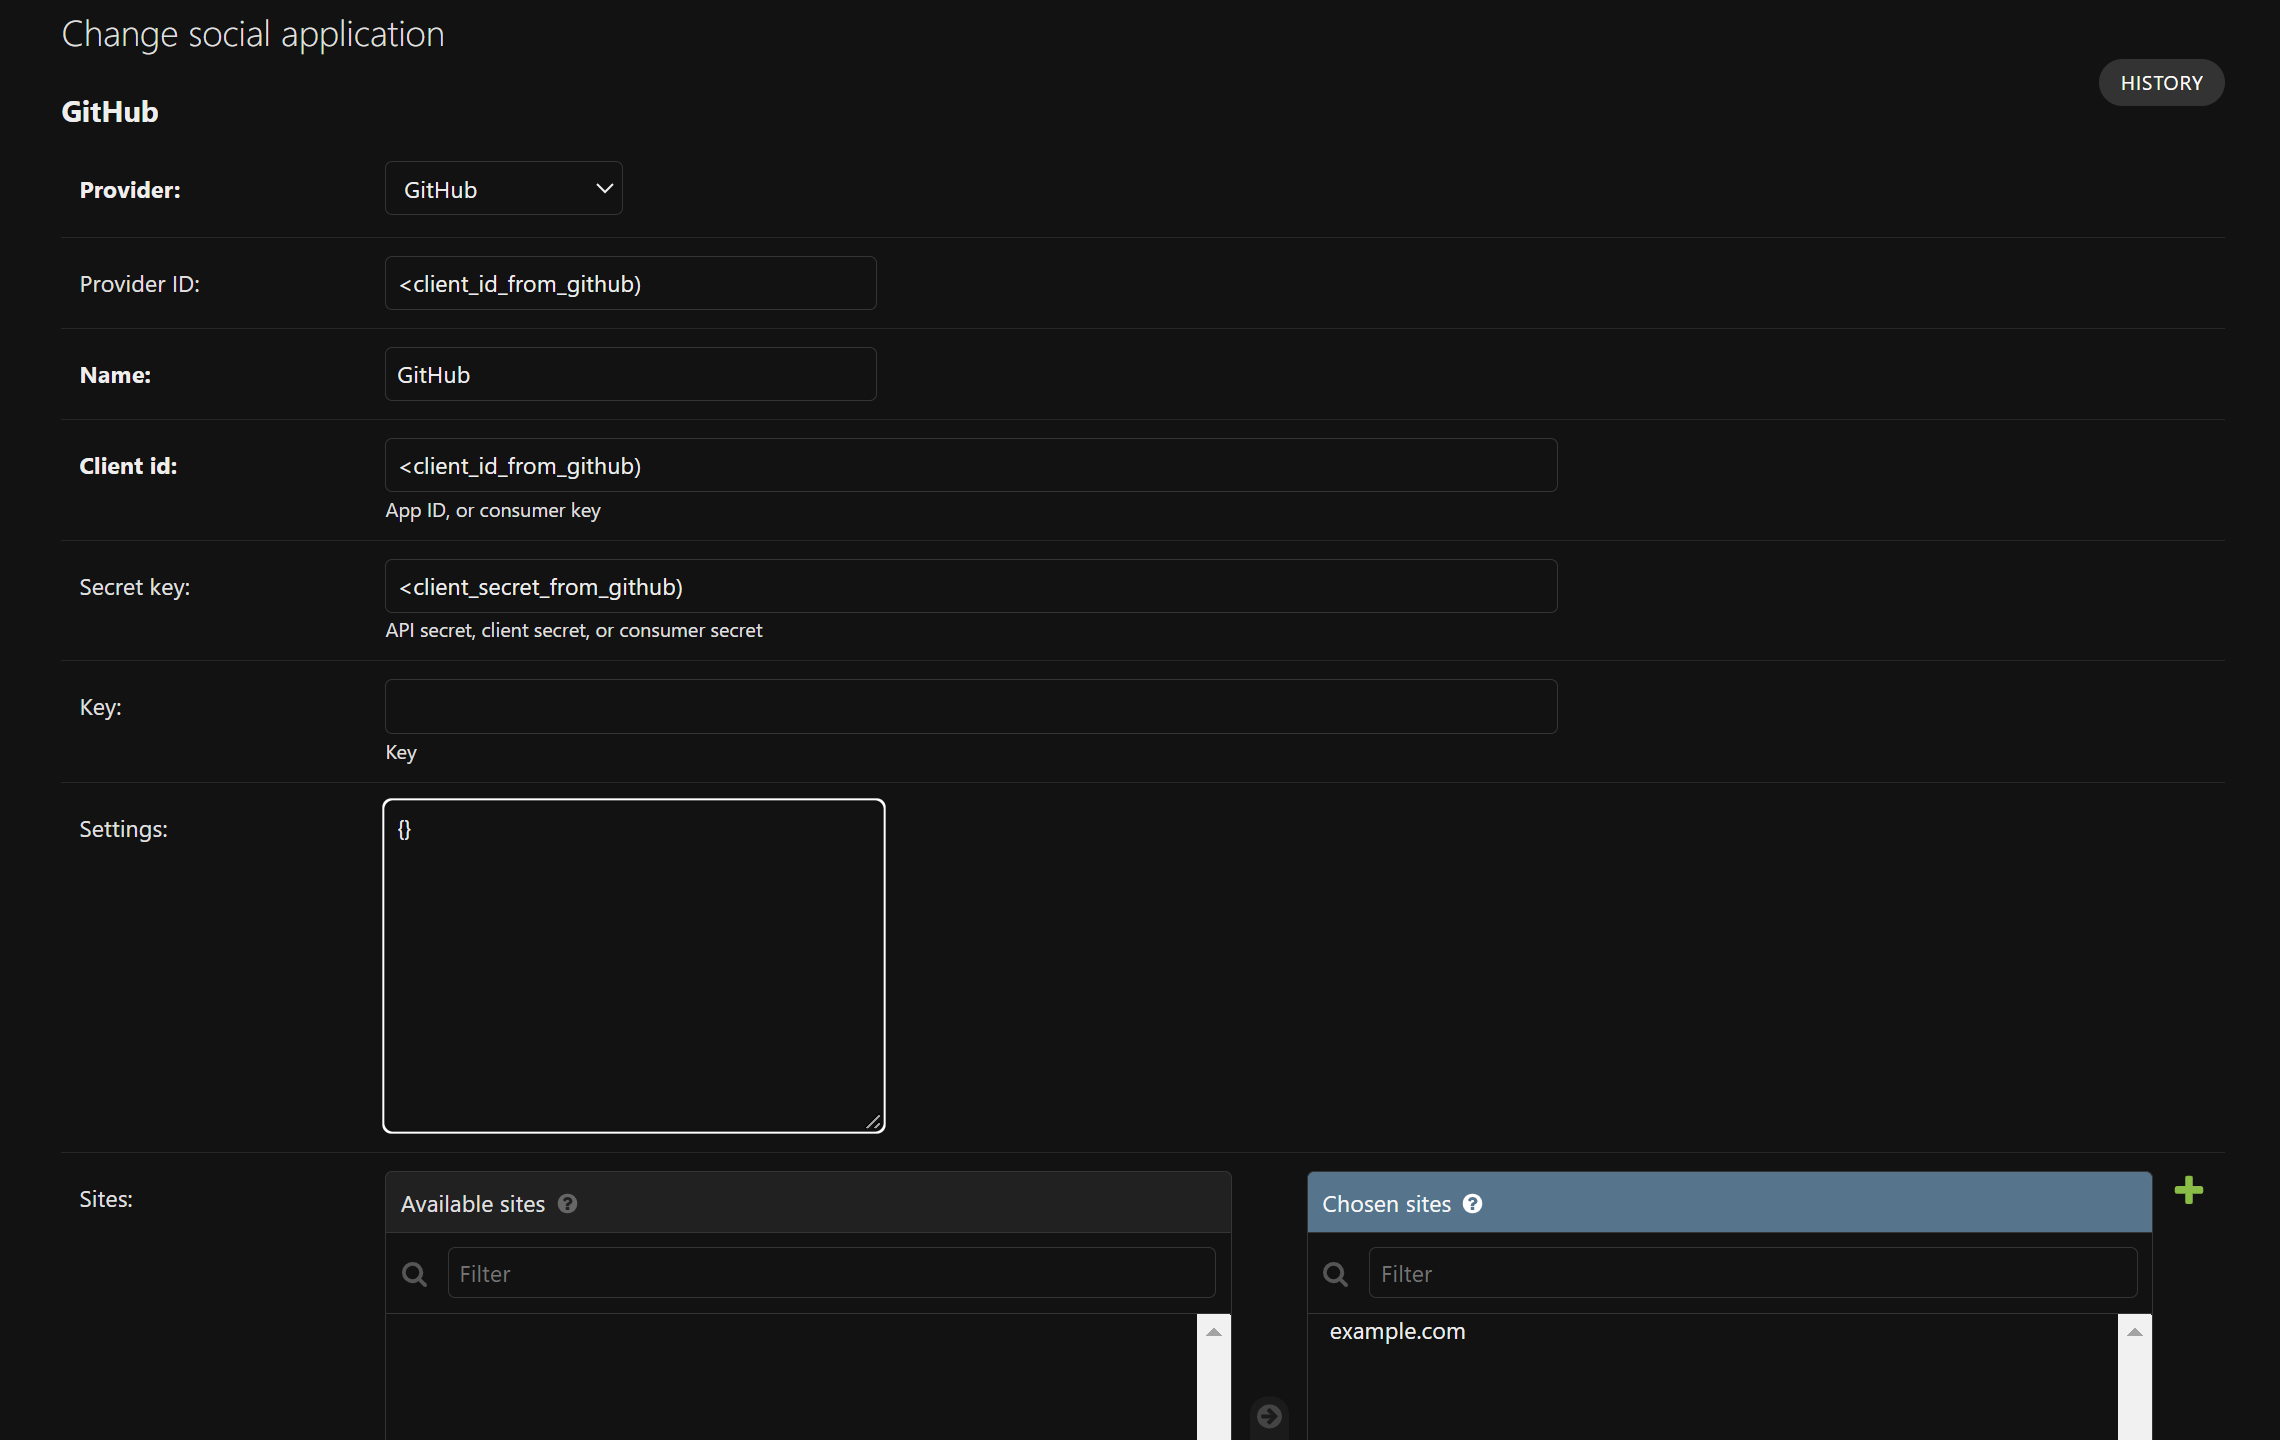 Change social application
HISTORY
GitHub
Provider:
GitHub
Provider ID:
<client_id_from_github)
Name:
GitHub
Client id:
<client_id_from_github)
App ID, or consumer key
Secret key:
<client_secret_from_github)
API secret, client secret, or consumer secret
Key:
Key
Settings:
{}
Sites:
Available sites ?
Chosen sites ?
Filter
Filter
example.com